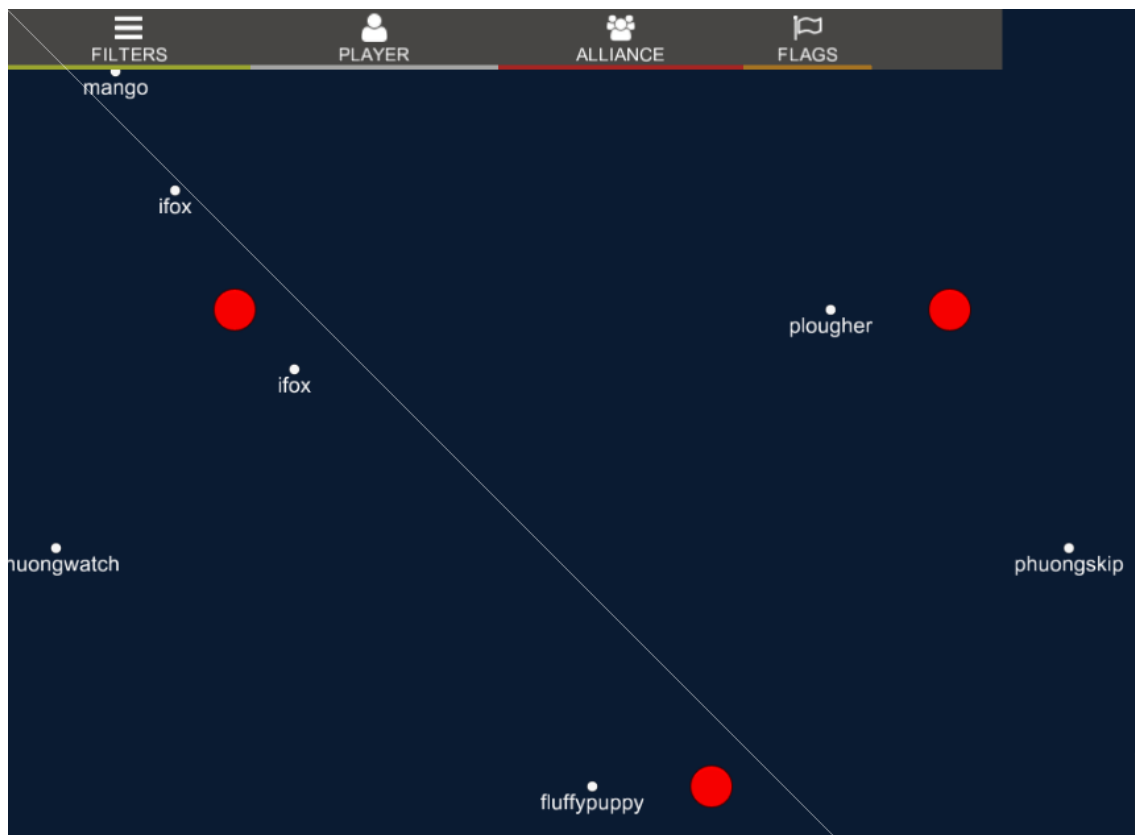 FILTERS PLAYER ALLIANCE FLAGS
mango
ifox
plougher
ifox
huongwatch
phuongskip
fluffypuppy